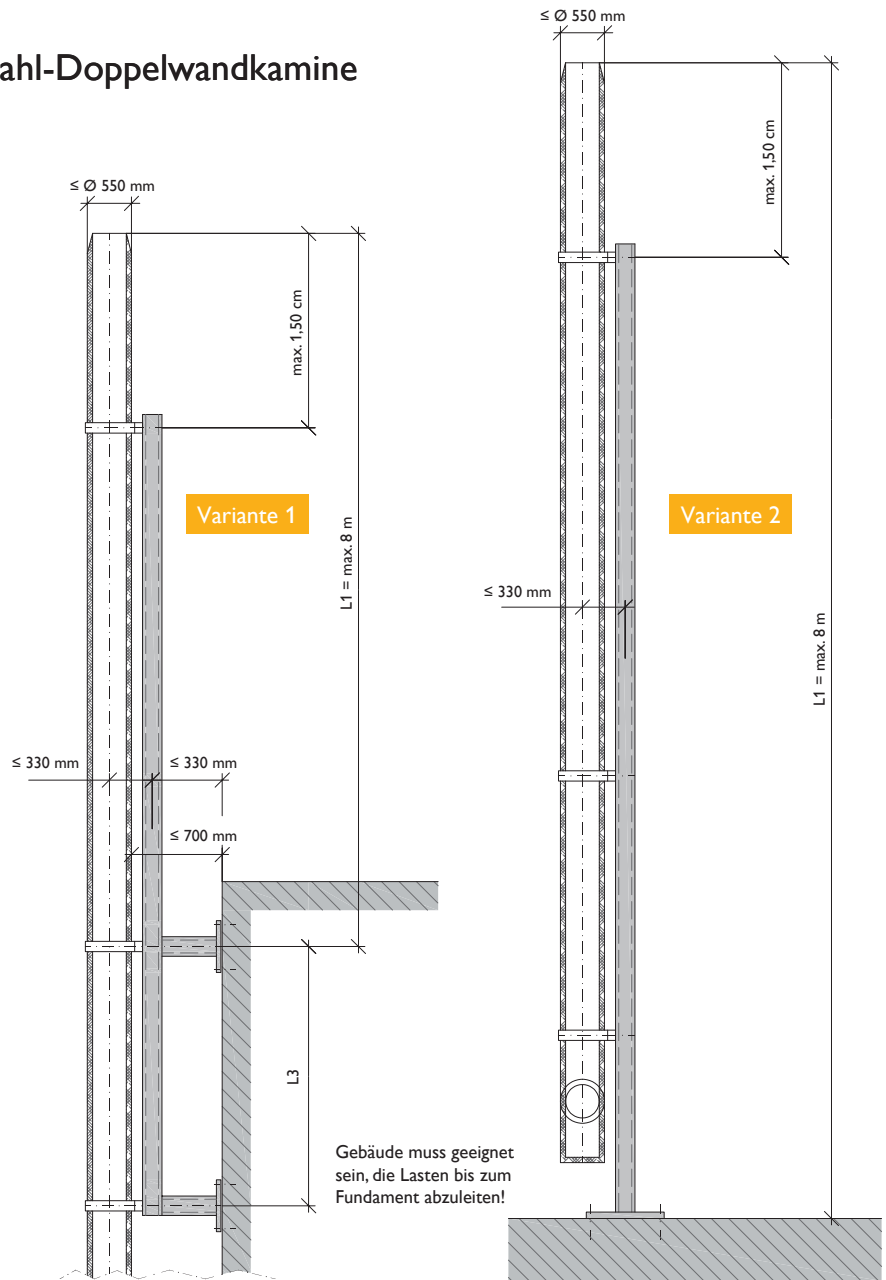 ahl-Doppelwandkamine
≤ Ø 550 mm
max. 1,50 cm
Variante 1
L1 = max. 8 m
≤ 330 mm
≤ 330 mm
≤ 700 mm
L3
Gebäude muss geeignet
sein, die Lasten bis zum
Fundament abzuleiten!
≤ Ø 550 mm
max. 1,50 cm
Variante 2
≤ 330 mm
L1 = max. 8 m